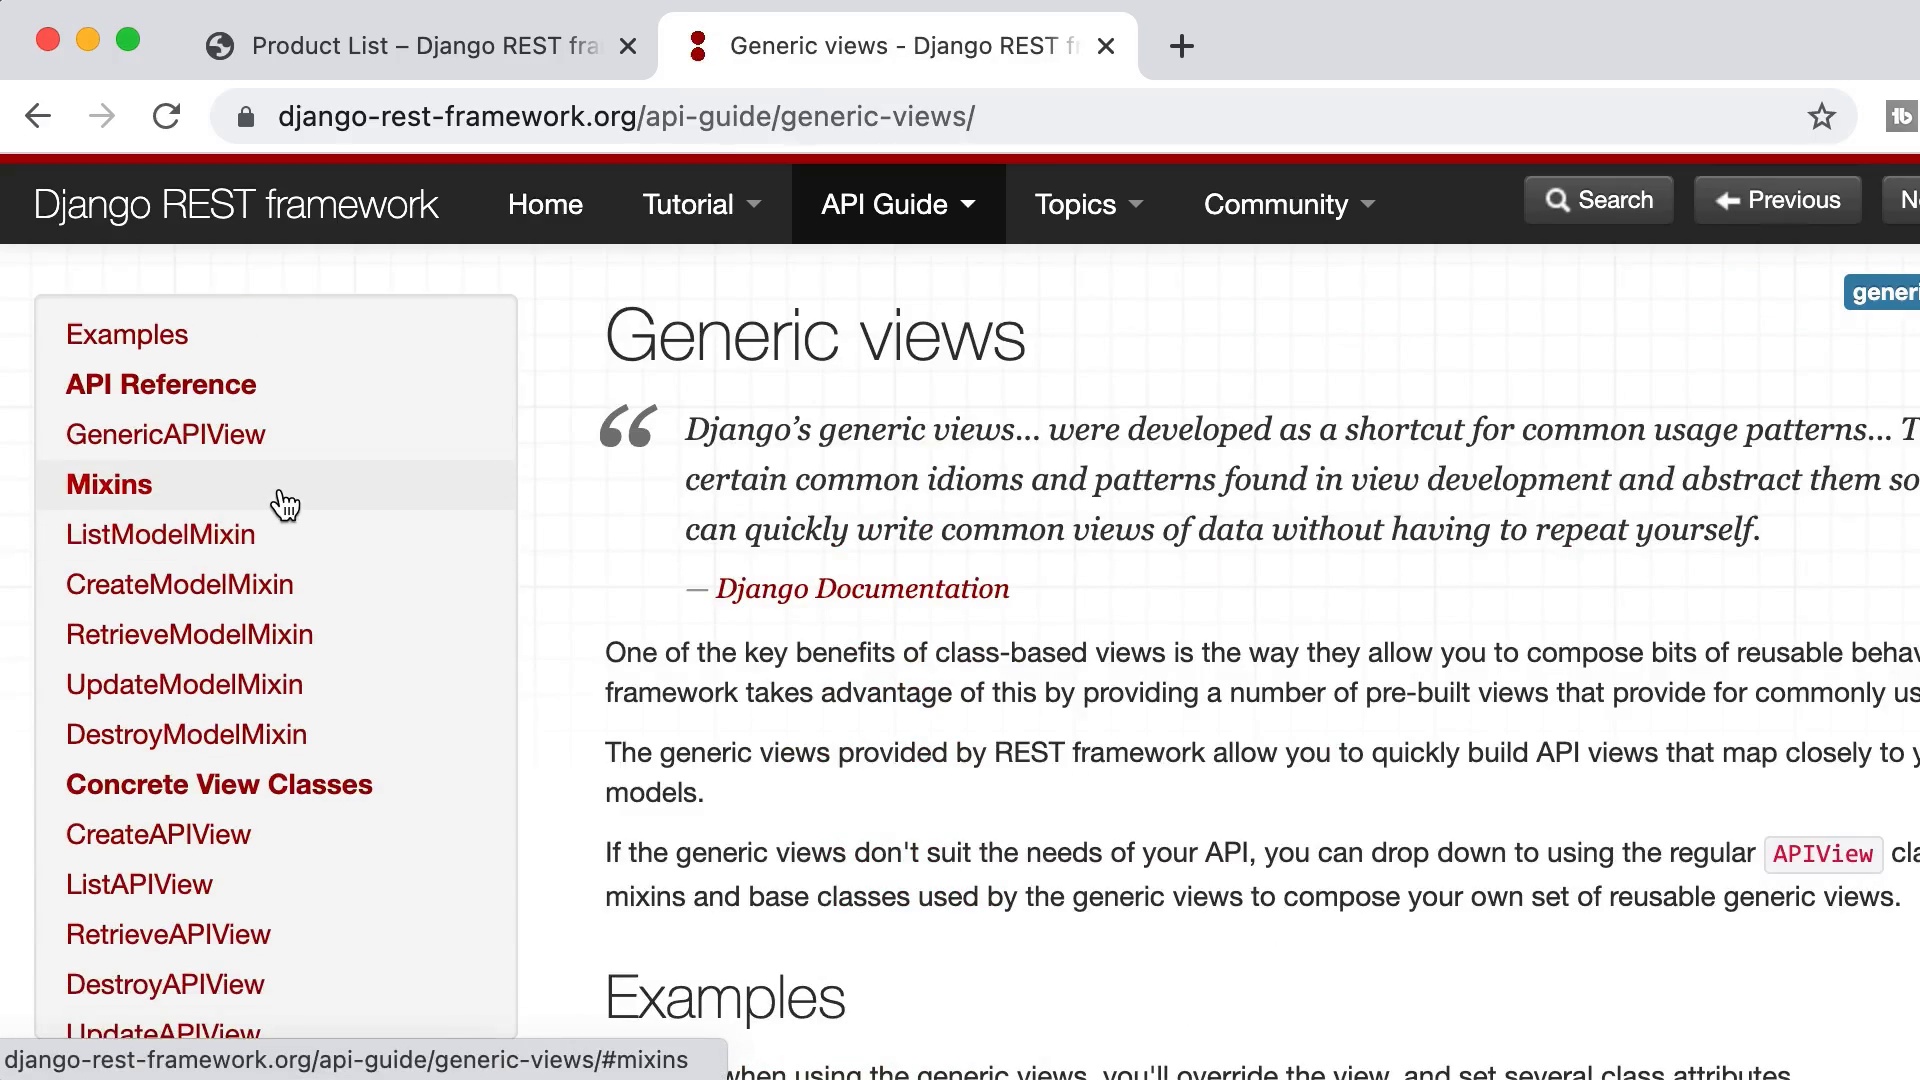 Product List – Django REST fra
Generic views - Django REST f
django-rest-framework.org/api-guide/generic-views/
Django REST framework Home Tutorial API Guide Topics Community Search Previous
generi
Examples
API Reference
GenericAPIView
Mixins
ListModelMixin
CreateModelMixin
RetrieveModelMixin
UpdateModelMixin
DestroyModelMixin
Concrete View Classes
CreateAPIView
ListAPIView
RetrieveAPIView
DestroyAPIView
UpdateAPIView
Generic views
“ Django’s generic views... were developed as a shortcut for common usage patterns... T
certain common idioms and patterns found in view development and abstract them so
can quickly write common views of data without having to repeat yourself.
— Django Documentation
One of the key benefits of class-based views is the way they allow you to compose bits of reusable behav
framework takes advantage of this by providing a number of pre-built views that provide for commonly us
The generic views provided by REST framework allow you to quickly build API views that map closely to y
models.
If the generic views don't suit the needs of your API, you can drop down to using the regular APIView cla
mixins and base classes used by the generic views to compose your own set of reusable generic views.
Examples
when using the generic views, you'll override the view, and set several class attributes
django-rest-framework.org/api-guide/generic-views/#mixins